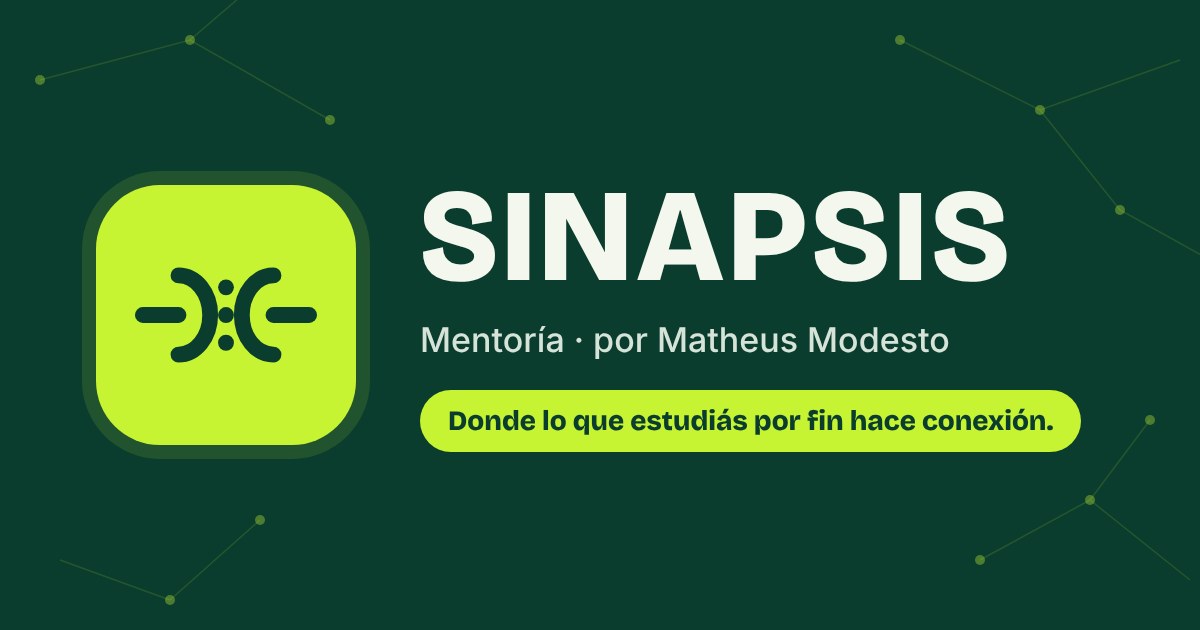 SINAPSIS
Mentoría · por Matheus Modesto
Donde lo que estudiás por fin hace conexión.